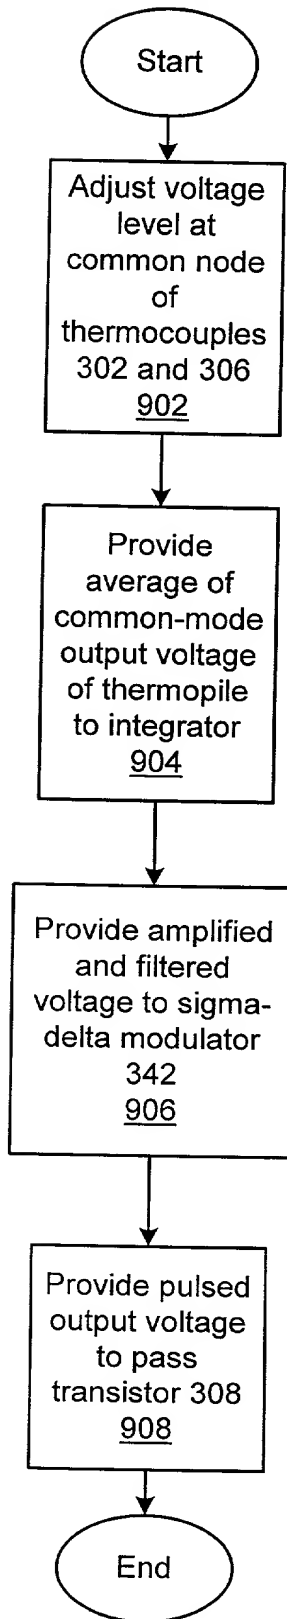 Start
Adjust voltage
level at
common node
of
thermocouples
302 and 306
902
Provide
average of
common-mode
output voltage
of thermopile
to integrator
904
Provide amplified
and filtered
voltage to sigma-
delta modulator
342
906
Provide pulsed
output voltage
to pass
transistor 308
908
End